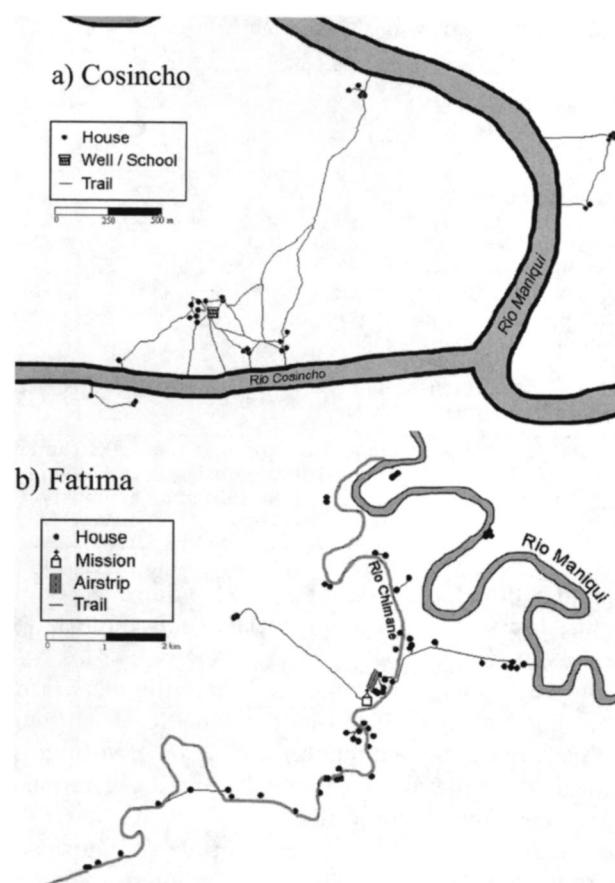 a) Cosincho
House
Well / School
Trail
0 250 500 m
Rio Maniqui
Rio Cosincho
b) Fatima
House
Mission
Airstrip
Trail
0 1 2 km
Rio Maniqui
Rio Chimane